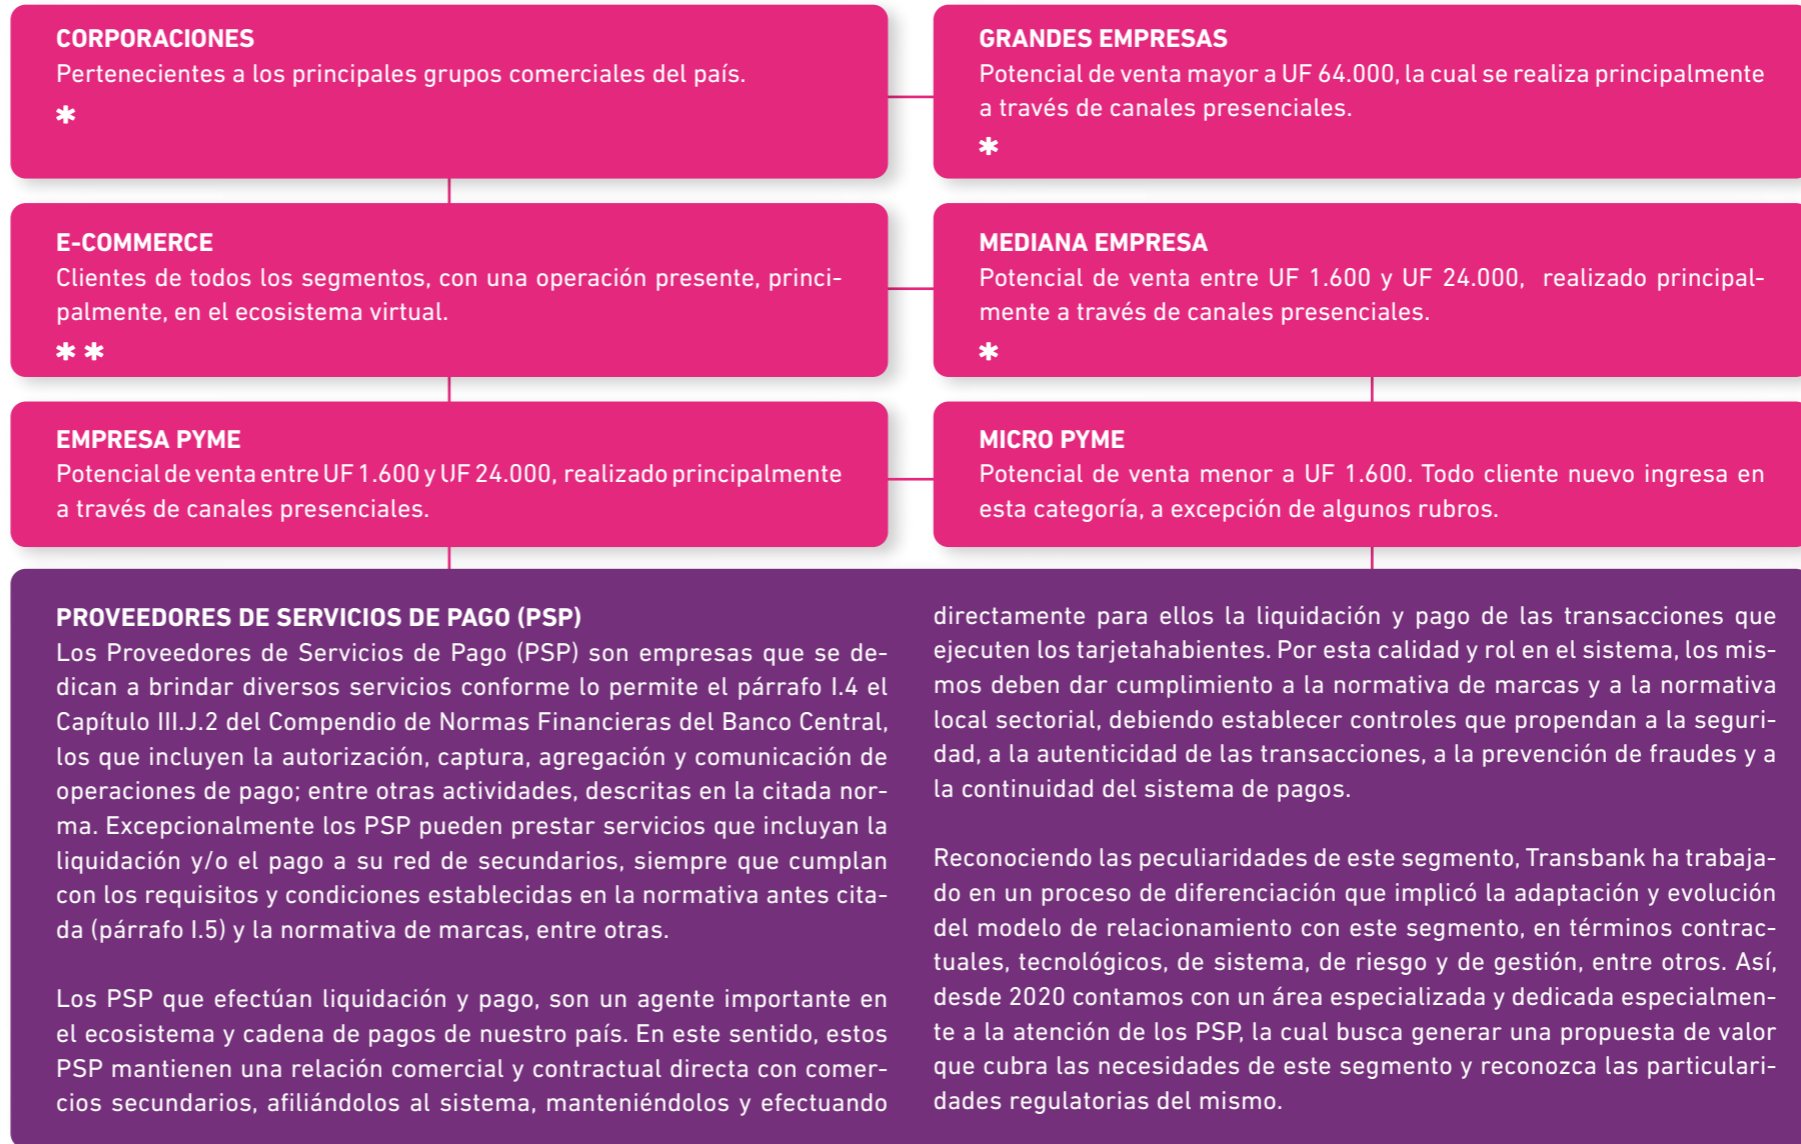 CORPORACIONES
Pertenecientes a los principales grupos comerciales del país.
*
GRANDES EMPRESAS
Potencial de venta mayor a UF 64.000, la cual se realiza principalmente
a través de canales presenciales.
*
E-COMMERCE
Clientes de todos los segmentos, con una operación presente, princi-
palmente, en el ecosistema virtual.
* *
MEDIANA EMPRESA
Potencial de venta entre UF 1.600 y UF 24.000, realizado principal-
mente a través de canales presenciales.
*
EMPRESA PYME
Potencial de venta entre UF 1.600 y UF 24.000, realizado principalmente
a través de canales presenciales.
MICRO PYME
Potencial de venta menor a UF 1.600. Todo cliente nuevo ingresa en
esta categoría, a excepción de algunos rubros.
PROVEEDORES DE SERVICIOS DE PAGO (PSP)
Los Proveedores de Servicios de Pago (PSP) son empresas que se de-
dican a brindar diversos servicios conforme lo permite el párrafo I.4 el
Capítulo III.J.2 del Compendio de Normas Financieras del Banco Central,
los que incluyen la autorización, captura, agregación y comunicación de
operaciones de pago; entre otras actividades, descritas en la citada nor-
ma. Excepcionalmente los PSP pueden prestar servicios que incluyan la
liquidación y/o el pago a su red de secundarios, siempre que cumplan
con los requisitos y condiciones establecidas en la normativa antes cita-
da (párrafo I.5) y la normativa de marcas, entre otras.
Los PSP que efectúan liquidación y pago, son un agente importante en
el ecosistema y cadena de pagos de nuestro país. En este sentido, estos
PSP mantienen una relación comercial y contractual directa con comer-
cios secundarios, afiliándolos al sistema, manteniéndolos y efectuando
directamente para ellos la liquidación y pago de las transacciones que
ejecuten los tarjetahabientes. Por esta calidad y rol en el sistema, los mis-
mos deben dar cumplimiento a la normativa de marcas y a la normativa
local sectorial, debiendo establecer controles que propendan a la seguri-
dad, a la autenticidad de las transacciones, a la prevención de fraudes y a
la continuidad del sistema de pagos.
Reconociendo las peculiaridades de este segmento, Transbank ha trabaja-
do en un proceso de diferenciación que implicó la adaptación y evolución
del modelo de relacionamiento con este segmento, en términos contrac-
tuales, tecnológicos, de sistema, de riesgo y de gestión, entre otros. Así,
desde 2020 contamos con un área especializada y dedicada especialmen-
te a la atención de los PSP, la cual busca generar una propuesta de valor
que cubra las necesidades de este segmento y reconozca las particulari-
dades regulatorias del mismo.